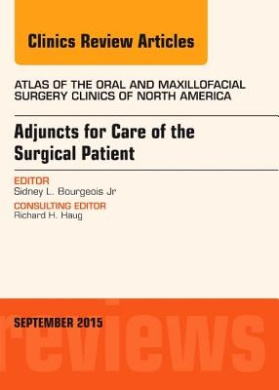 Clinics Review Articles
ATLAS OF THE ORAL AND MAXILLOFACIAL
SURGERY CLINICS OF NORTH AMERICA
Adjuncts for Care of the
Surgical Patient
EDITOR
Sidney L. Bourgeois Jr
CONSULTING EDITOR
Richard H. Haug
SEPTEMBER 2015
reviews